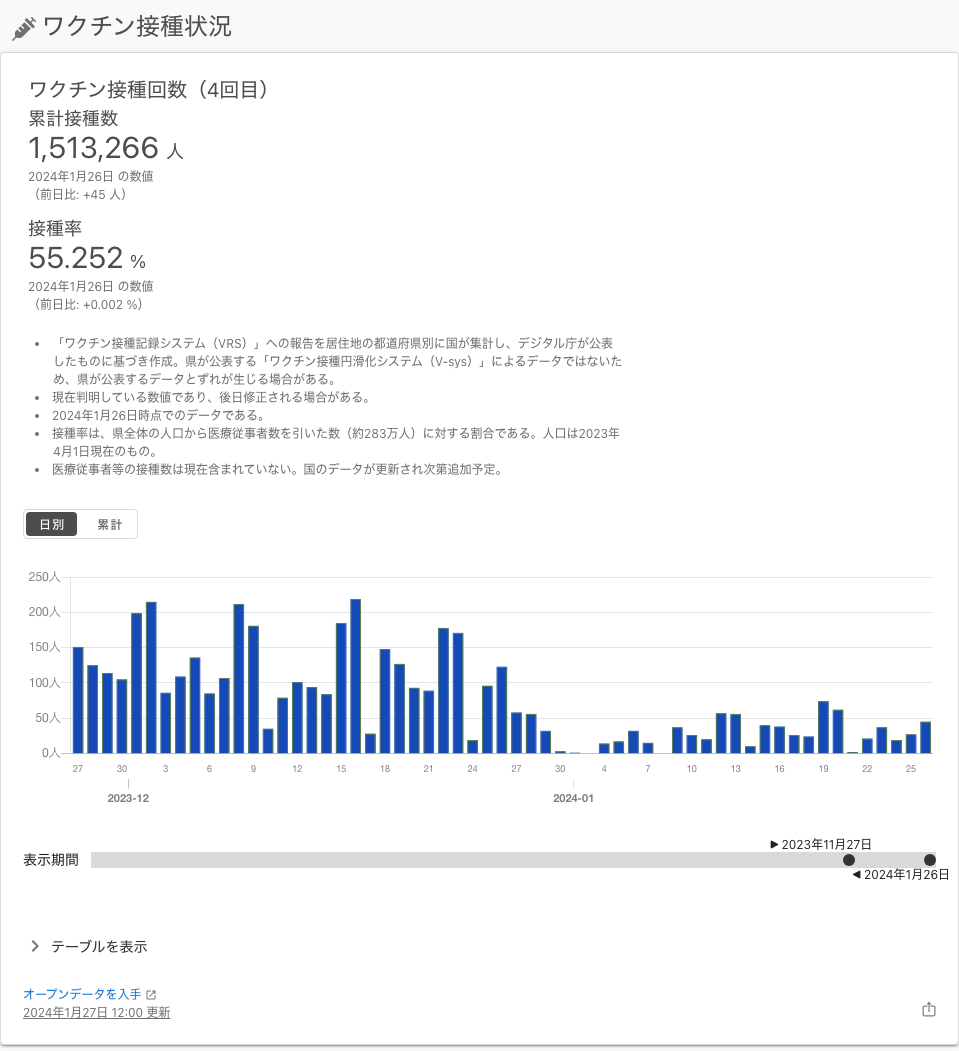 ワクチン接種状況
ワクチン接種回数（4回目）
累計接種数
1,513,266 人
2024年1月26日 の数値
（前日比: +45 人）
接種率
55.252 %
2024年1月26日 の数値
（前日比: +0.002 %）
• 「ワクチン接種記録システム（VRS）」への報告を居住地の都道府県別に国が集計し、デジタル庁が公表
したものに基づき作成。県が公表する「ワクチン接種円滑化システム（V-sys）」によるデータではないた
め、県が公表するデータとずれが生じる場合がある。
• 現在判明している数値であり、後日修正される場合がある。
• 2024年1月26日時点でのデータである。
• 接種率は、県全体の人口から医療従事者数を引いた数（約283万人）に対する割合である。人口は2023年
4月1日現在のもの。
• 医療従事者等の接種数は現在含まれていない。国のデータが更新され次第追加予定。
日別 累計
250人
200人
150人
100人
50人
0人
27 30 3 6 9 12 15 18 21 24 27 30 4 7 10 13 16 19 22 25
2023-12 2024-01
▶ 2023年11月27日
表示期間
◀ 2024年1月26日
テーブルを表示
オープンデータを入手
2024年1月27日 12:00 更新